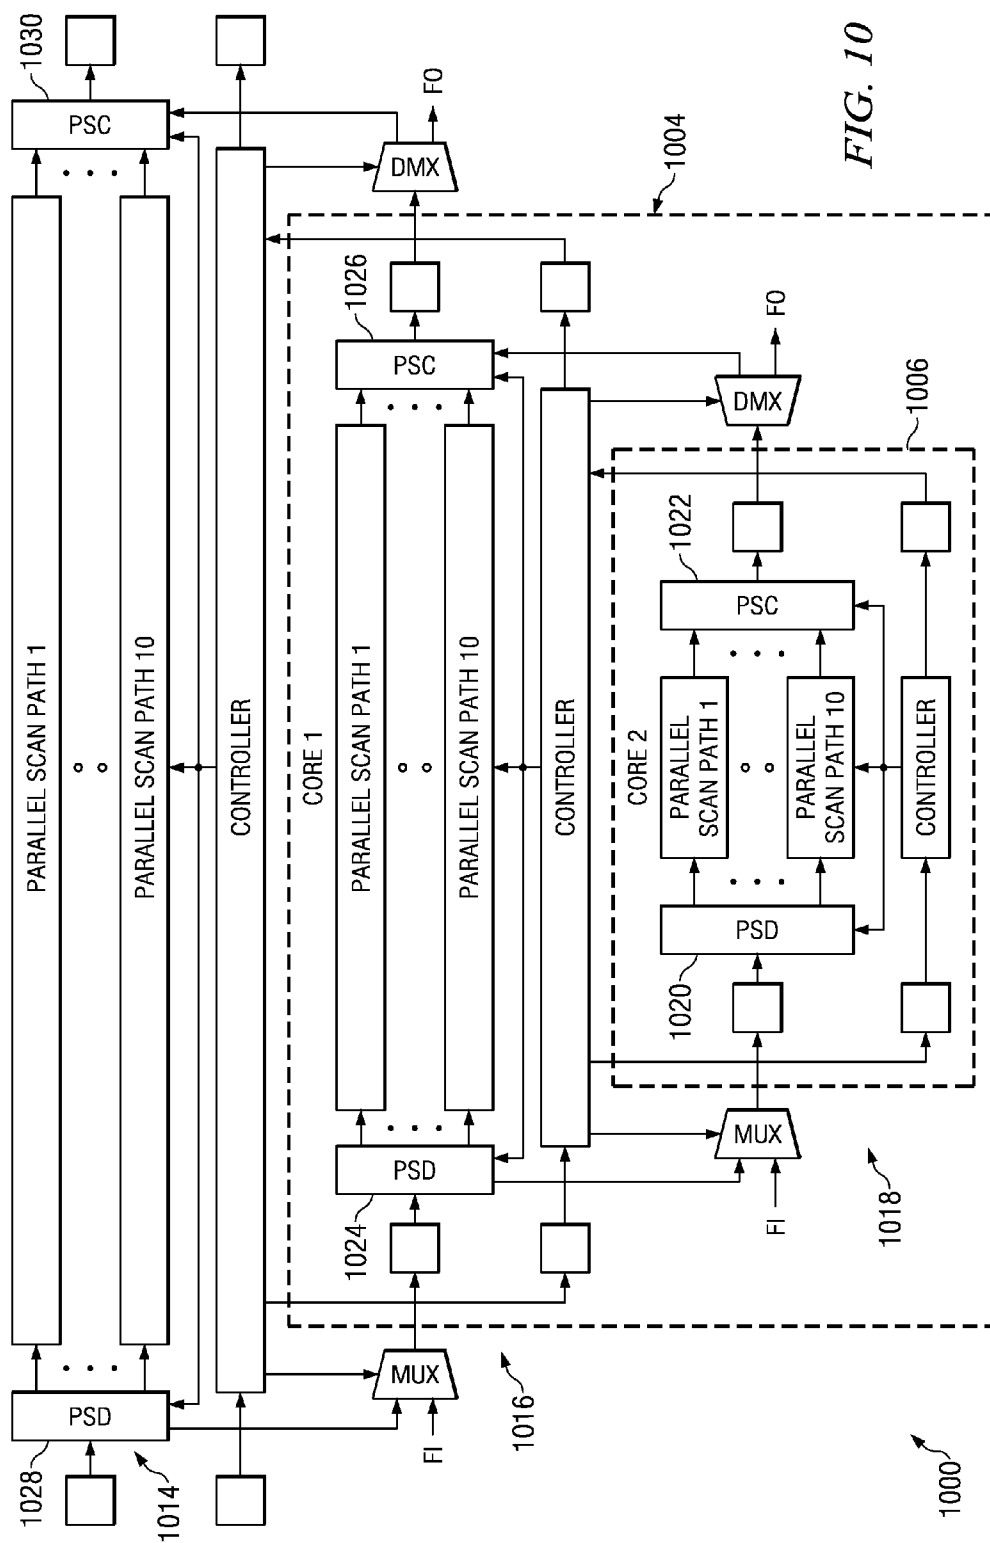 1028
PSD
1014
PARALLEL SCAN PATH 1
PARALLEL SCAN PATH 10
PSC
1030
CONTROLLER
FI
MUX
1016
DMX
FO
1004
CORE 1
1024
PSD
PARALLEL SCAN PATH 1
PARALLEL SCAN PATH 10
PSC
1026
CONTROLLER
FI
MUX
1018
DMX
FO
1006
CORE 2
1020
PSD
PARALLEL
SCAN PATH 1
PARALLEL
SCAN PATH 10
PSC
1022
CONTROLLER
1000
FIG. 10